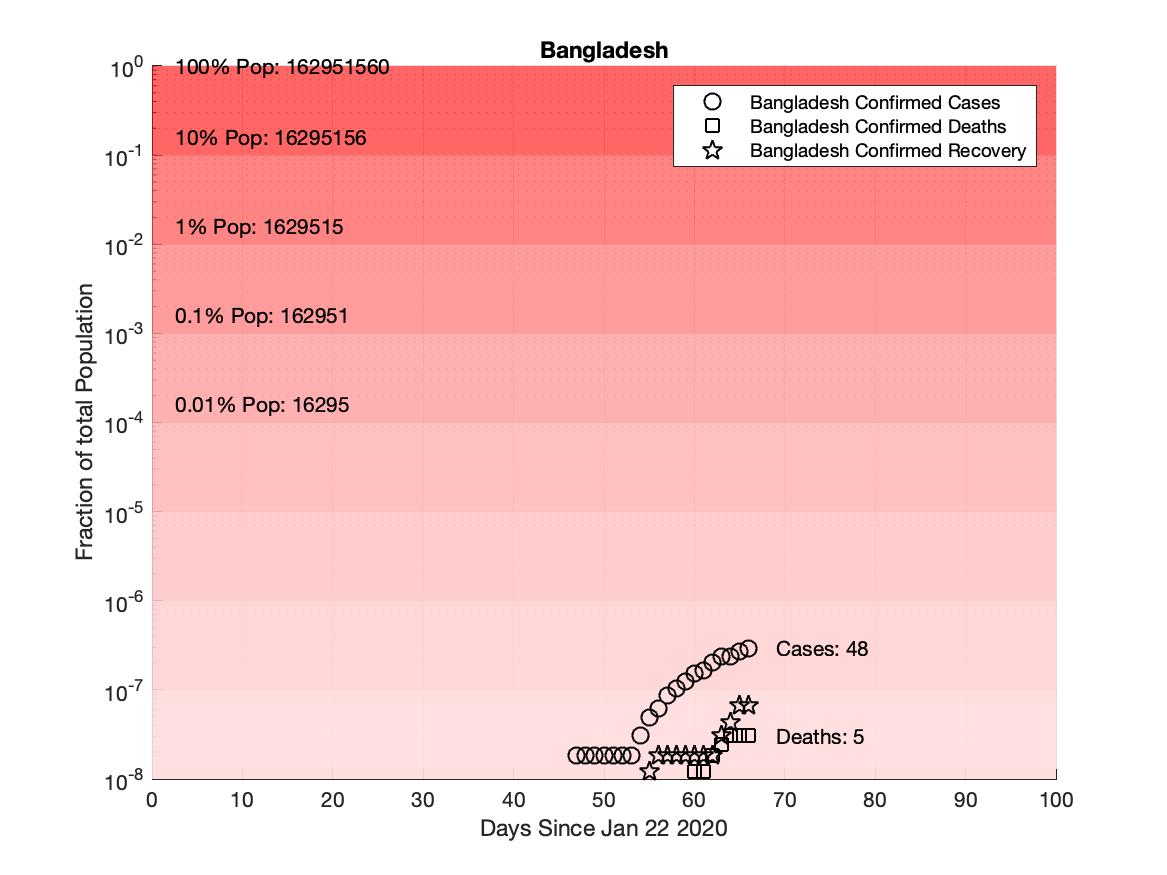 Bangladesh
10^0
100% Pop: 162951560
Bangladesh Confirmed Cases
Bangladesh Confirmed Deaths
Bangladesh Confirmed Recovery
10% Pop: 16295156
10^-1
1% Pop: 1629515
10^-2
0.1% Pop: 162951
10^-3
0.01% Pop: 16295
10^-4
10^-5
10^-6
10^-7
10^-8
Fraction of total Population
Cases: 48
Deaths: 5
0 10 20 30 40 50 60 70 80 90 100
Days Since Jan 22 2020